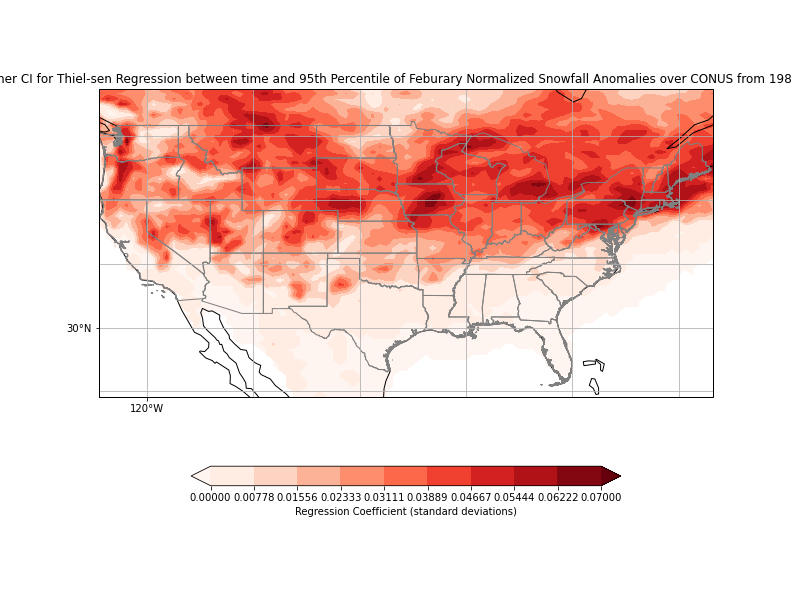 her CI for Thiel-sen Regression between time and 95th Percentile of Feburary Normalized Snowfall Anomalies over CONUS from 198
30°N
120°W
0.00000 0.00778 0.01556 0.02333 0.03111 0.03889 0.04667 0.05444 0.06222 0.07000
Regression Coefficient (standard deviations)